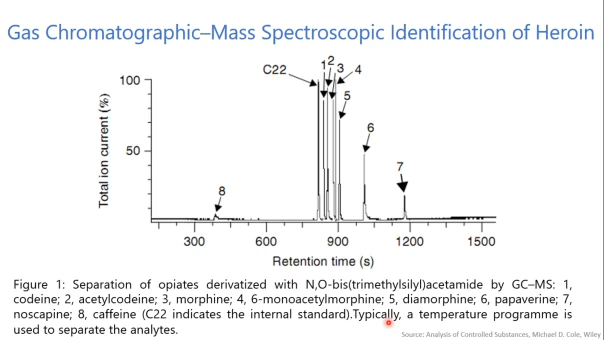 Gas Chromatographic–Mass Spectroscopic Identification of Heroin
C22
1
2
3
4
5
6
7
8
100
50
Total ion current (%)
300
600
900
1200
1500
Retention time (s)
Figure 1: Separation of opiates derivatized with N,O-bis(trimethylsilyl)acetamide by GC–MS: 1,
codeine; 2, acetylcodeine; 3, morphine; 4, 6-monoacetylmorphine; 5, diamorphine; 6, papaverine; 7,
noscapine; 8, caffeine (C22 indicates the internal standard).Typically, a temperature programme is
used to separate the analytes.
Source: Analysis of Controlled Substances, Michael D. Cole, Wiley